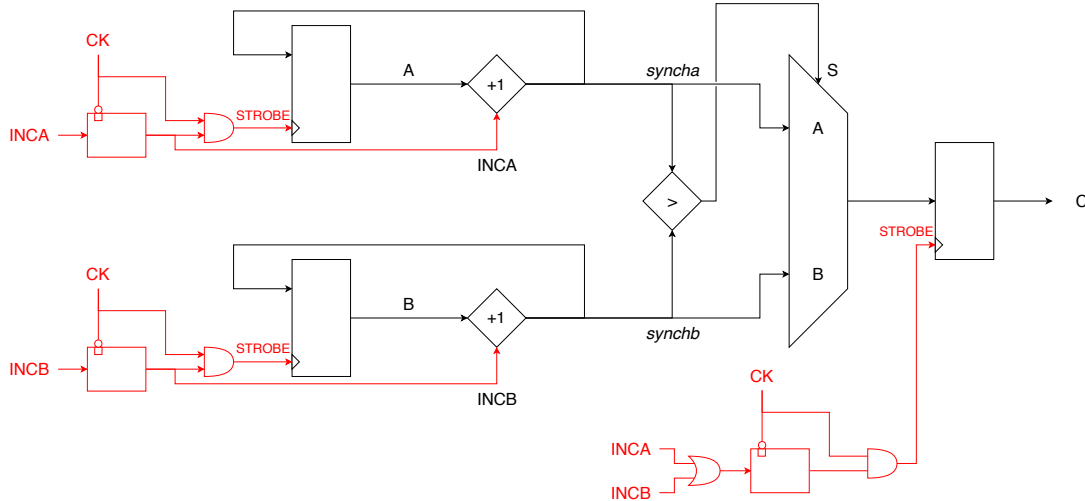 CK
INCA
STROBE
A
+1
INCA
syncha
S
A
>
B
STROBE
O
CK
INCB
STROBE
B
+1
INCB
synchb
CK
INCA
INCB